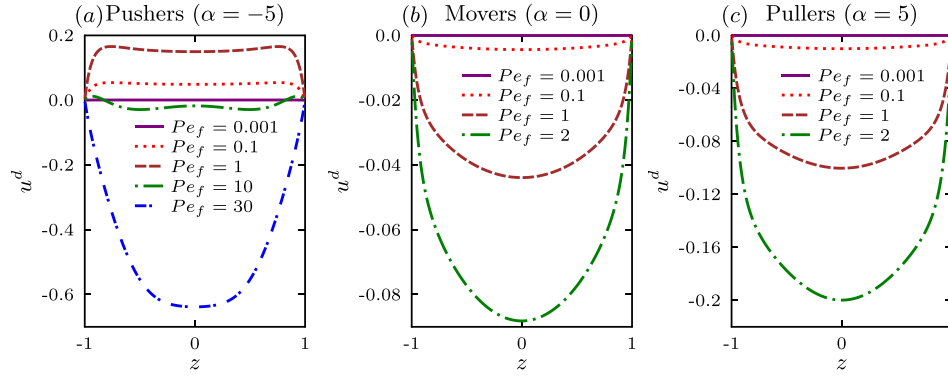 (a) Pushers (α = −5)
0.2
0.0
-0.2
-0.4
-0.6
u^d
Pe_f = 0.001
Pe_f = 0.1
Pe_f = 1
Pe_f = 10
Pe_f = 30
-1 0 1
z
(b) Movers (α = 0)
0.0
-0.02
-0.04
-0.06
-0.08
u^d
Pe_f = 0.001
Pe_f = 0.1
Pe_f = 1
Pe_f = 2
-1 0 1
z
(c) Pullers (α = 5)
0.0
-0.04
-0.08
-0.12
-0.16
-0.2
u^d
Pe_f = 0.001
Pe_f = 0.1
Pe_f = 1
Pe_f = 2
-1 0
z